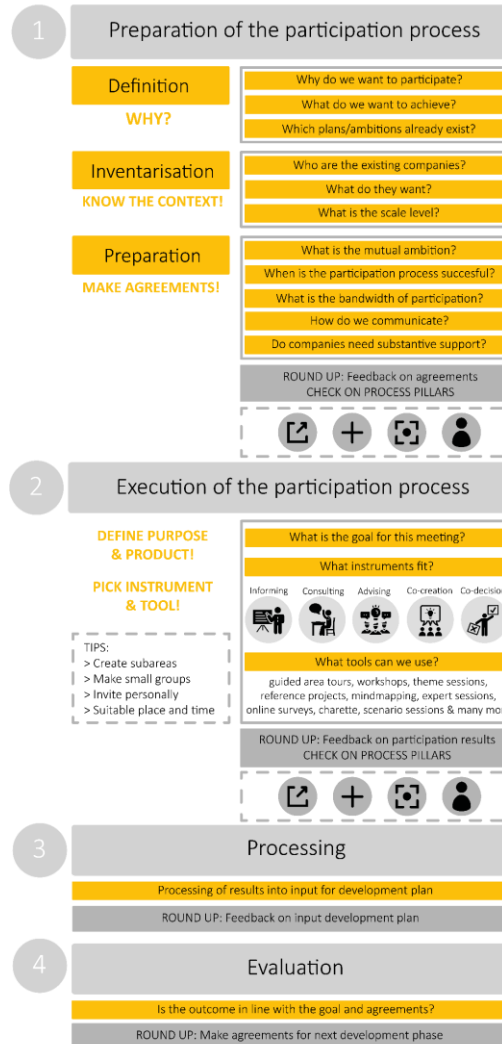 1
Preparation of the participation process
Definition
WHY?
Why do we want to participate?
What do we want to achieve?
Which plans/ambitions already exist?
Inventarisation
KNOW THE CONTEXT!
Who are the existing companies?
What do they want?
What is the scale level?
Preparation
MAKE AGREEMENTS!
What is the mutual ambition?
When is the participation process succesful?
What is the bandwidth of participation?
How do we communicate?
Do companies need substantive support?
ROUND UP: Feedback on agreements
CHECK ON PROCESS PILLARS
2
Execution of the participation process
DEFINE PURPOSE
& PRODUCT!
PICK INSTRUMENT
& TOOL!
TIPS:
> Create subareas
> Make small groups
> Invite personally
> Suitable place and time
What is the goal for this meeting?
What instruments fit?
Informing Consulting Advising Co-creation Co-decision
What tools can we use?
guided area tours, workshops, theme sessions,
reference projects, mindmapping, expert sessions,
online surveys, charette, scenario sessions & many mor
ROUND UP: Feedback on participation results
CHECK ON PROCESS PILLARS
3
Processing
Processing of results into input for development plan
ROUND UP: Feedback on input development plan
4
Evaluation
Is the outcome in line with the goal and agreements?
ROUND UP: Make agreements for next development phase